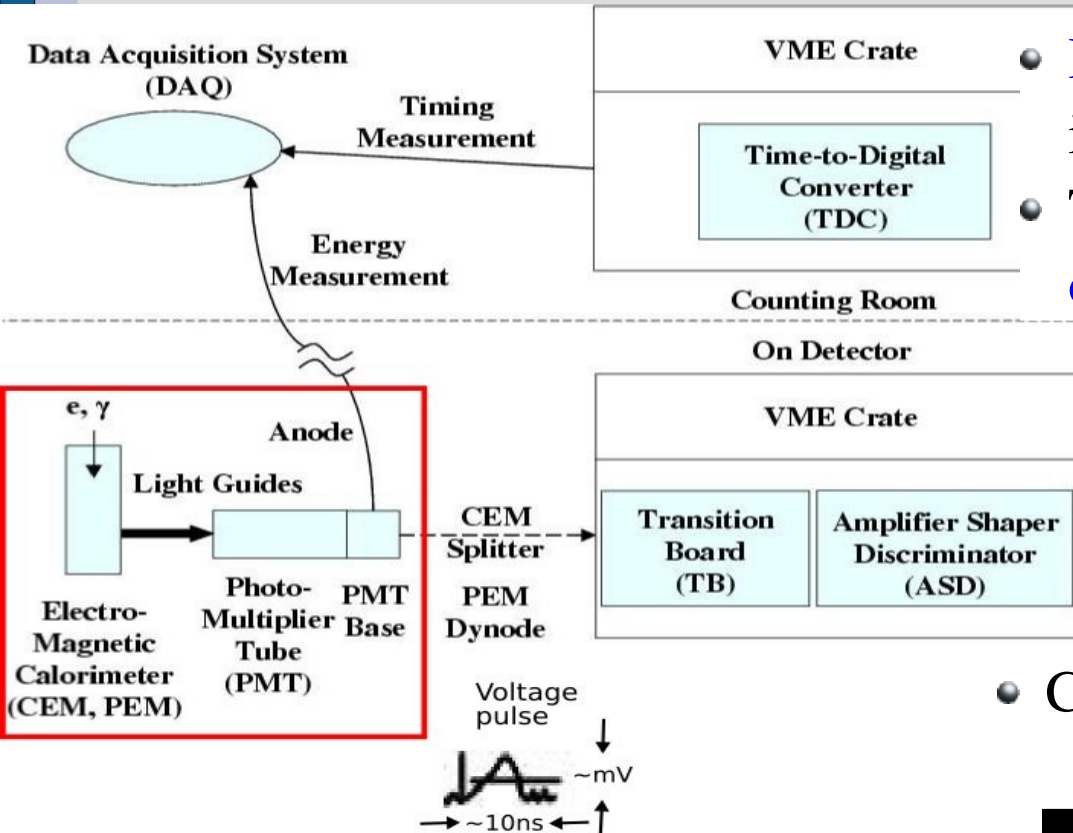 Data Acquisition System
(DAQ)
Timing
Measurement
VME Crate
Time-to-Digital
Converter
(TDC)
Energy
Measurement
Counting Room
On Detector
e, γ
Anode
Light Guides
VME Crate
CEM
Splitter
PEM
Dynode
Transition
Board
(TB)
Amplifier Shaper
Discriminator
(ASD)
Electro-
Magnetic
Calorimeter
(CEM, PEM)
Photo-
Multiplier
Tube
(PMT)
PMT
Base
Voltage
pulse
~mV
~10ns